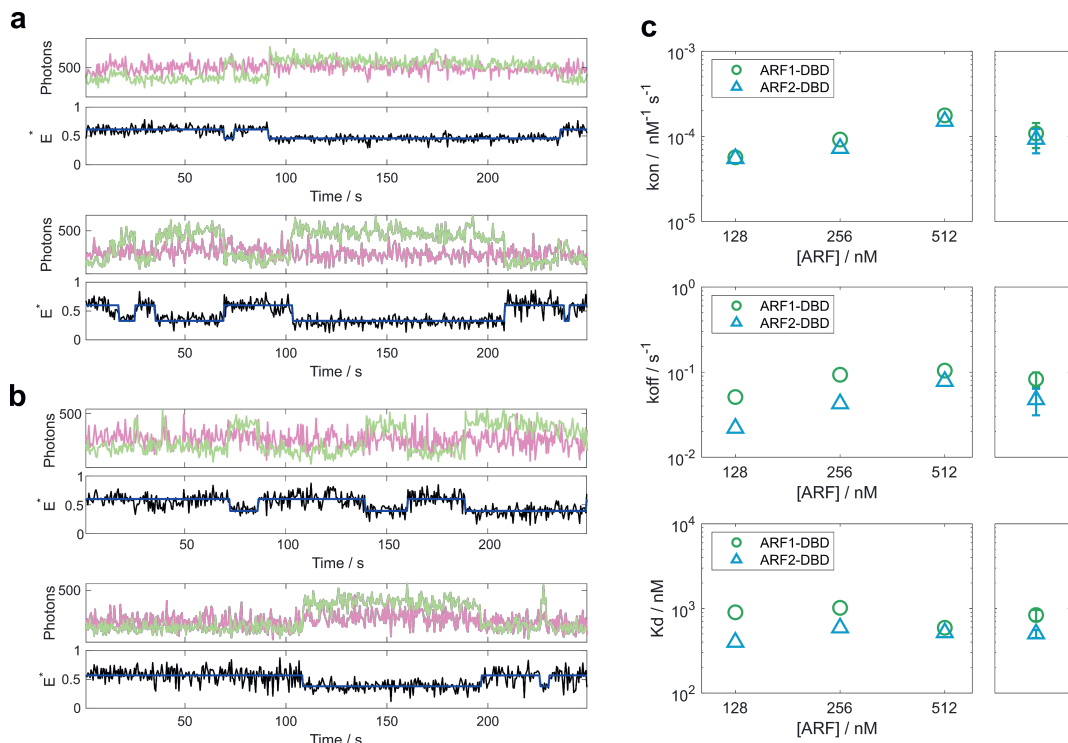 a
Photons
500
E*
1
0.5
0
50
100
150
200
Time / s
Photons
500
E*
1
0.5
0
50
100
150
200
Time / s
b
Photons
500
E*
1
0.5
0
50
100
150
200
Time / s
Photons
500
E*
1
0.5
0
50
100
150
200
Time / s
c
kon / nM⁻¹ s⁻¹
10⁻³
10⁻⁴
10⁻⁵
ARF1-DBD
ARF2-DBD
128
256
512
[ARF] / nM
koff / s⁻¹
10⁰
10⁻¹
10⁻²
ARF1-DBD
ARF2-DBD
128
256
512
[ARF] / nM
Kd / nM
10⁴
10³
10²
ARF1-DBD
ARF2-DBD
128
256
512
[ARF] / nM